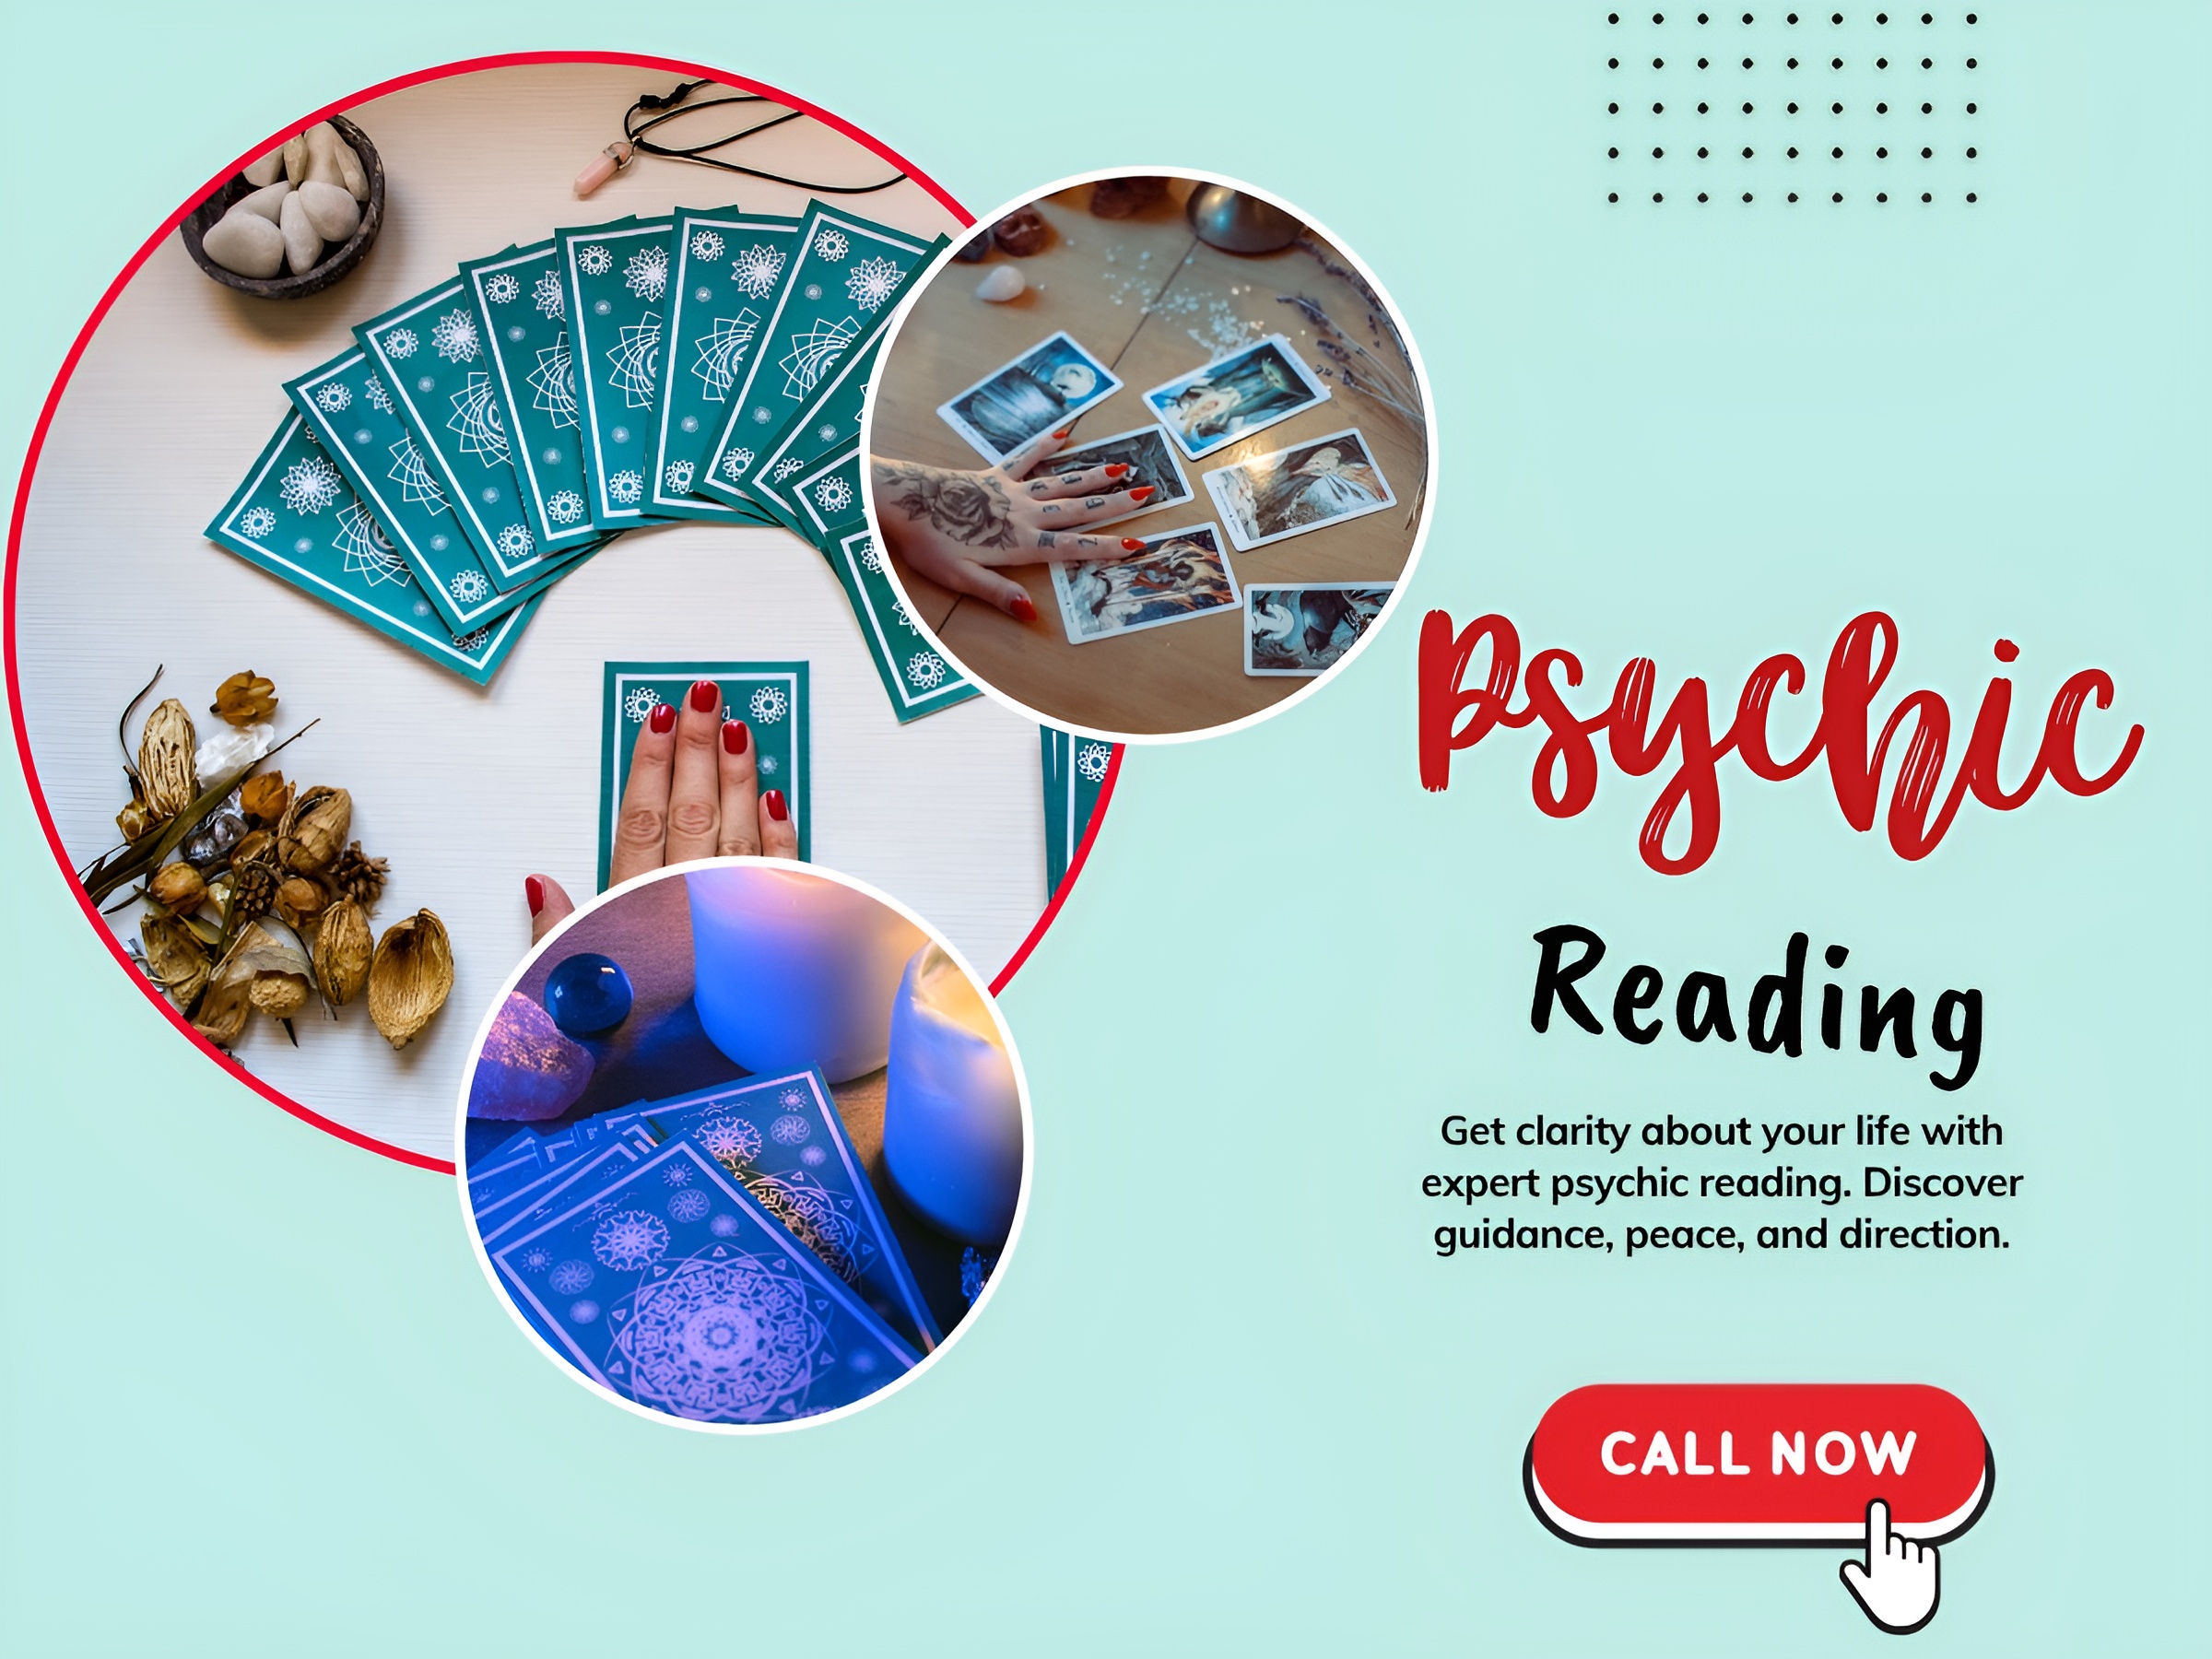 Psychic
Reading
Get clarity about your life with
expert psychic reading. Discover
guidance, peace, and direction.
CALL NOW